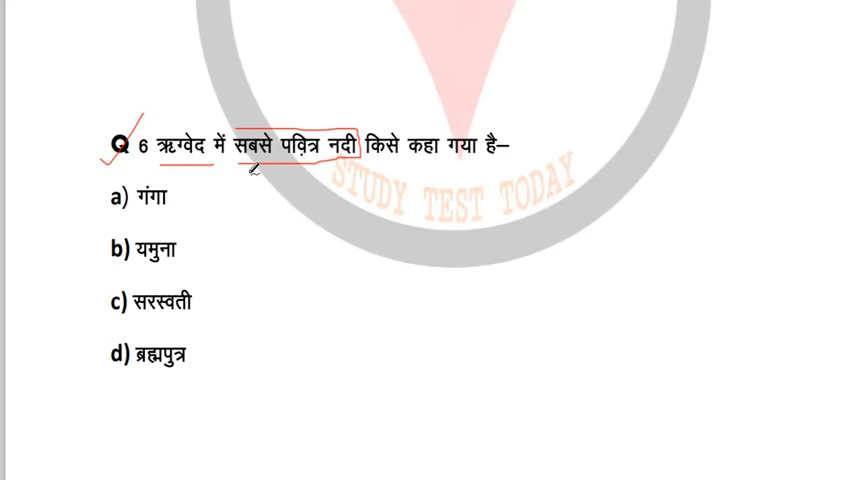 Q 6 ऋग्वेद में सबसे पवित्र नदी किसे कहा गया है–
STUDY TEST TODAY
a) गंगा
b) यमुना
c) सरस्वती
d) ब्रह्मपुत्र